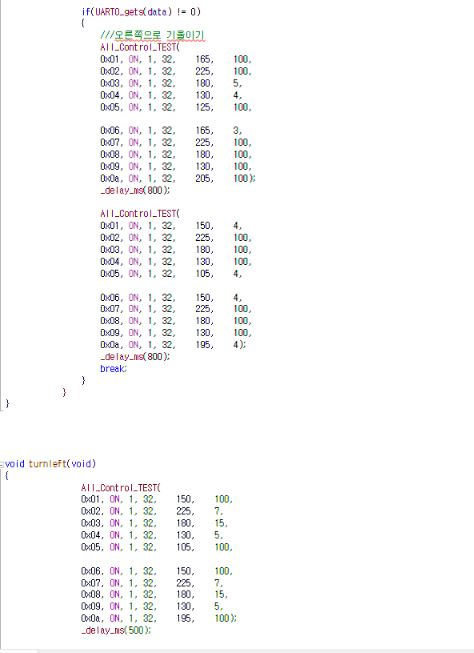 if(UART0_gets(data) != 0)
{
///오른쪽으로 기울이기
All_Control_TEST(
0x01, ON, 1, 32, 165, 100,
0x02, ON, 1, 32, 225, 100,
0x03, ON, 1, 32, 180, 5,
0x04, ON, 1, 32, 130, 4,
0x05, ON, 1, 32, 125, 100,
0x06, ON, 1, 32, 165, 3,
0x07, ON, 1, 32, 225, 100,
0x08, ON, 1, 32, 180, 100,
0x09, ON, 1, 32, 130, 100,
0x0a, ON, 1, 32, 205, 100);
_delay_ms(800);
All_Control_TEST(
0x01, ON, 1, 32, 150, 4,
0x02, ON, 1, 32, 225, 100,
0x03, ON, 1, 32, 180, 100,
0x04, ON, 1, 32, 130, 100,
0x05, ON, 1, 32, 105, 4,
0x06, ON, 1, 32, 150, 4,
0x07, ON, 1, 32, 225, 100,
0x08, ON, 1, 32, 180, 100,
0x09, ON, 1, 32, 130, 100,
0x0a, ON, 1, 32, 195, 4);
_delay_ms(800);
break;
}
}
}
void turnleft(void)
{
All_Control_TEST(
0x01, ON, 1, 32, 150, 100,
0x02, ON, 1, 32, 225, 7,
0x03, ON, 1, 32, 180, 15,
0x04, ON, 1, 32, 130, 5,
0x05, ON, 1, 32, 105, 100,
0x06, ON, 1, 32, 150, 100,
0x07, ON, 1, 32, 225, 7,
0x08, ON, 1, 32, 180, 15,
0x09, ON, 1, 32, 130, 5,
0x0a, ON, 1, 32, 195, 100);
_delay_ms(500);